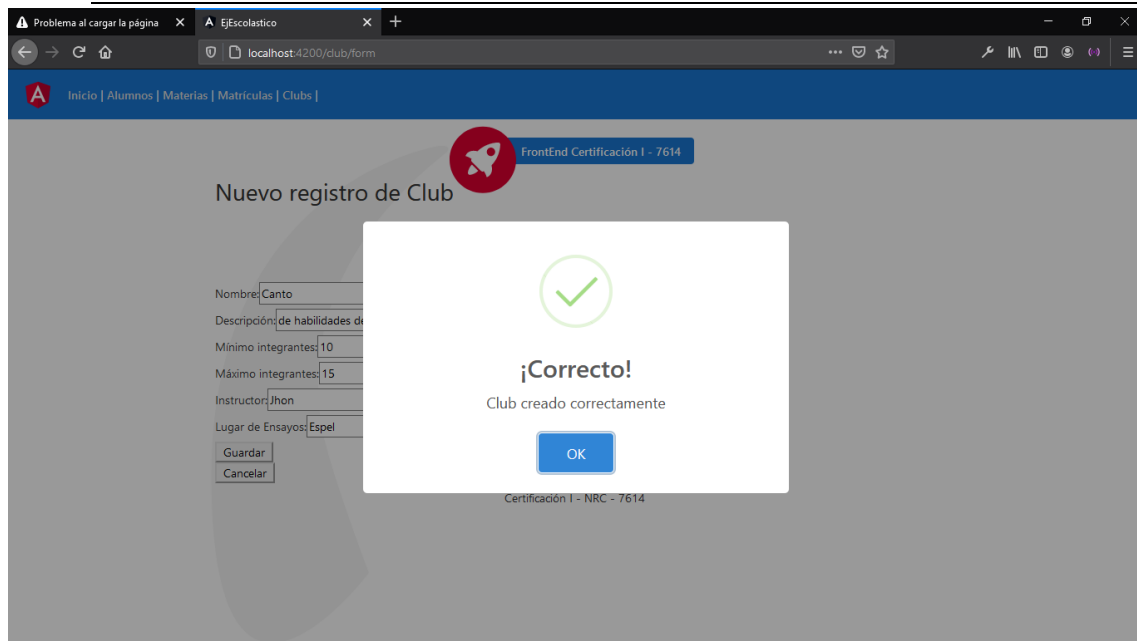 Problema al cargar la página
EjEscolastico
localhost:4200/club/form
Inicio | Alumnos | Materias | Matrículas | Clubs |
FrontEnd Certificación I - 7614
Nuevo registro de Club
Nombre: Canto
Descripción: de habilidades de
Mínimo integrantes: 10
Máximo integrantes: 15
Instructor: Jhon
Lugar de Ensayos: Espel
Guardar
Cancelar
¡Correcto!
Club creado correctamente
OK
Certificación I - NRC - 7614